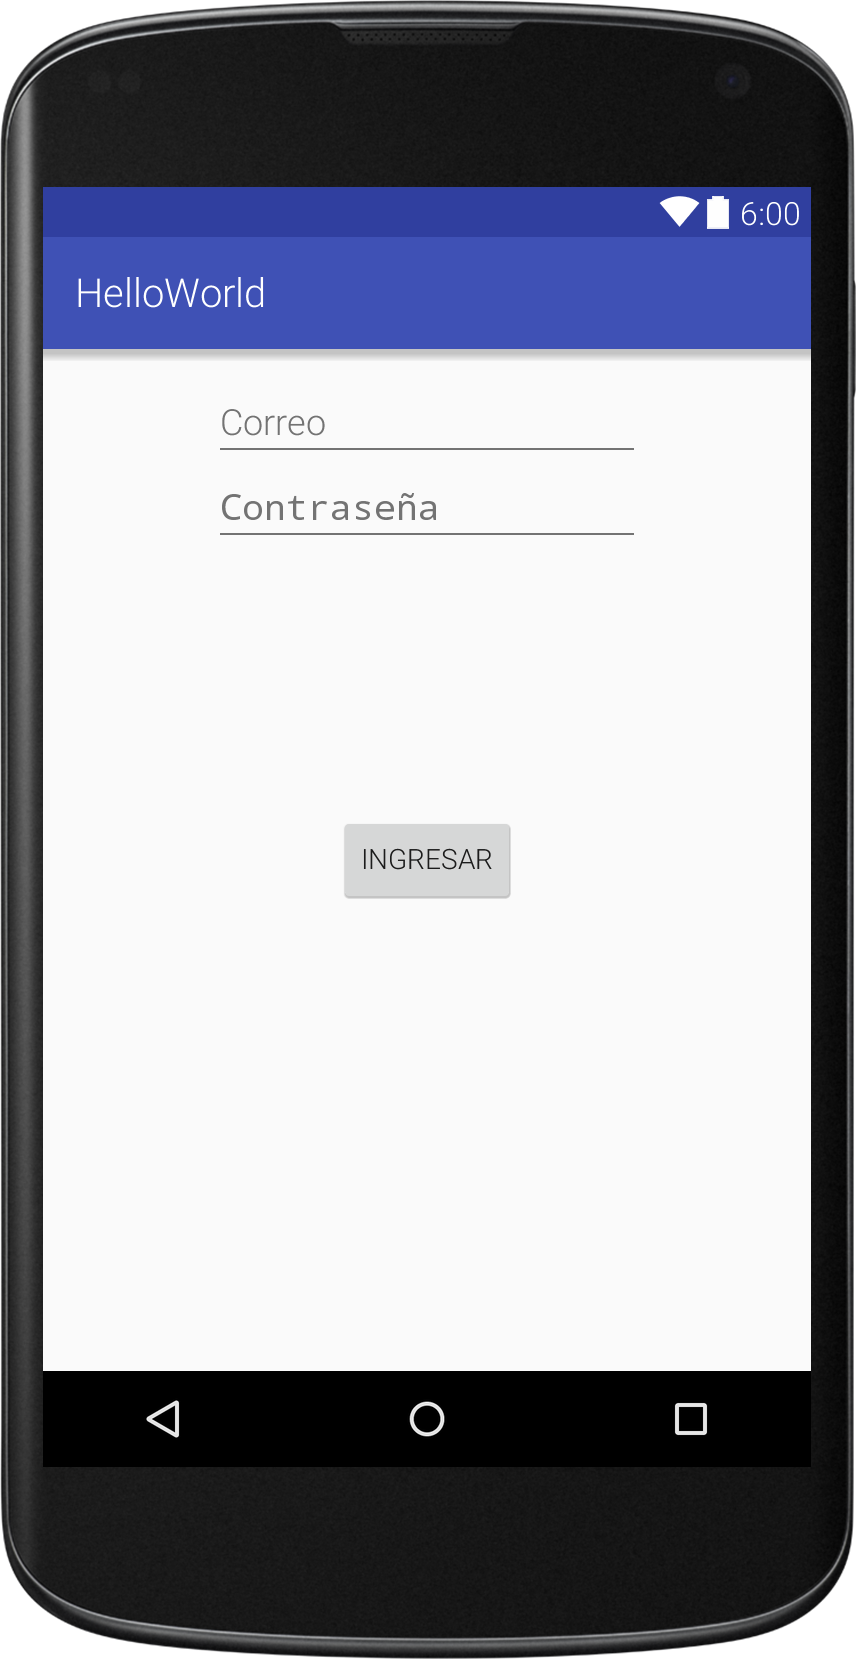 6:00
HelloWorld
Correo
Contraseña
INGRESAR